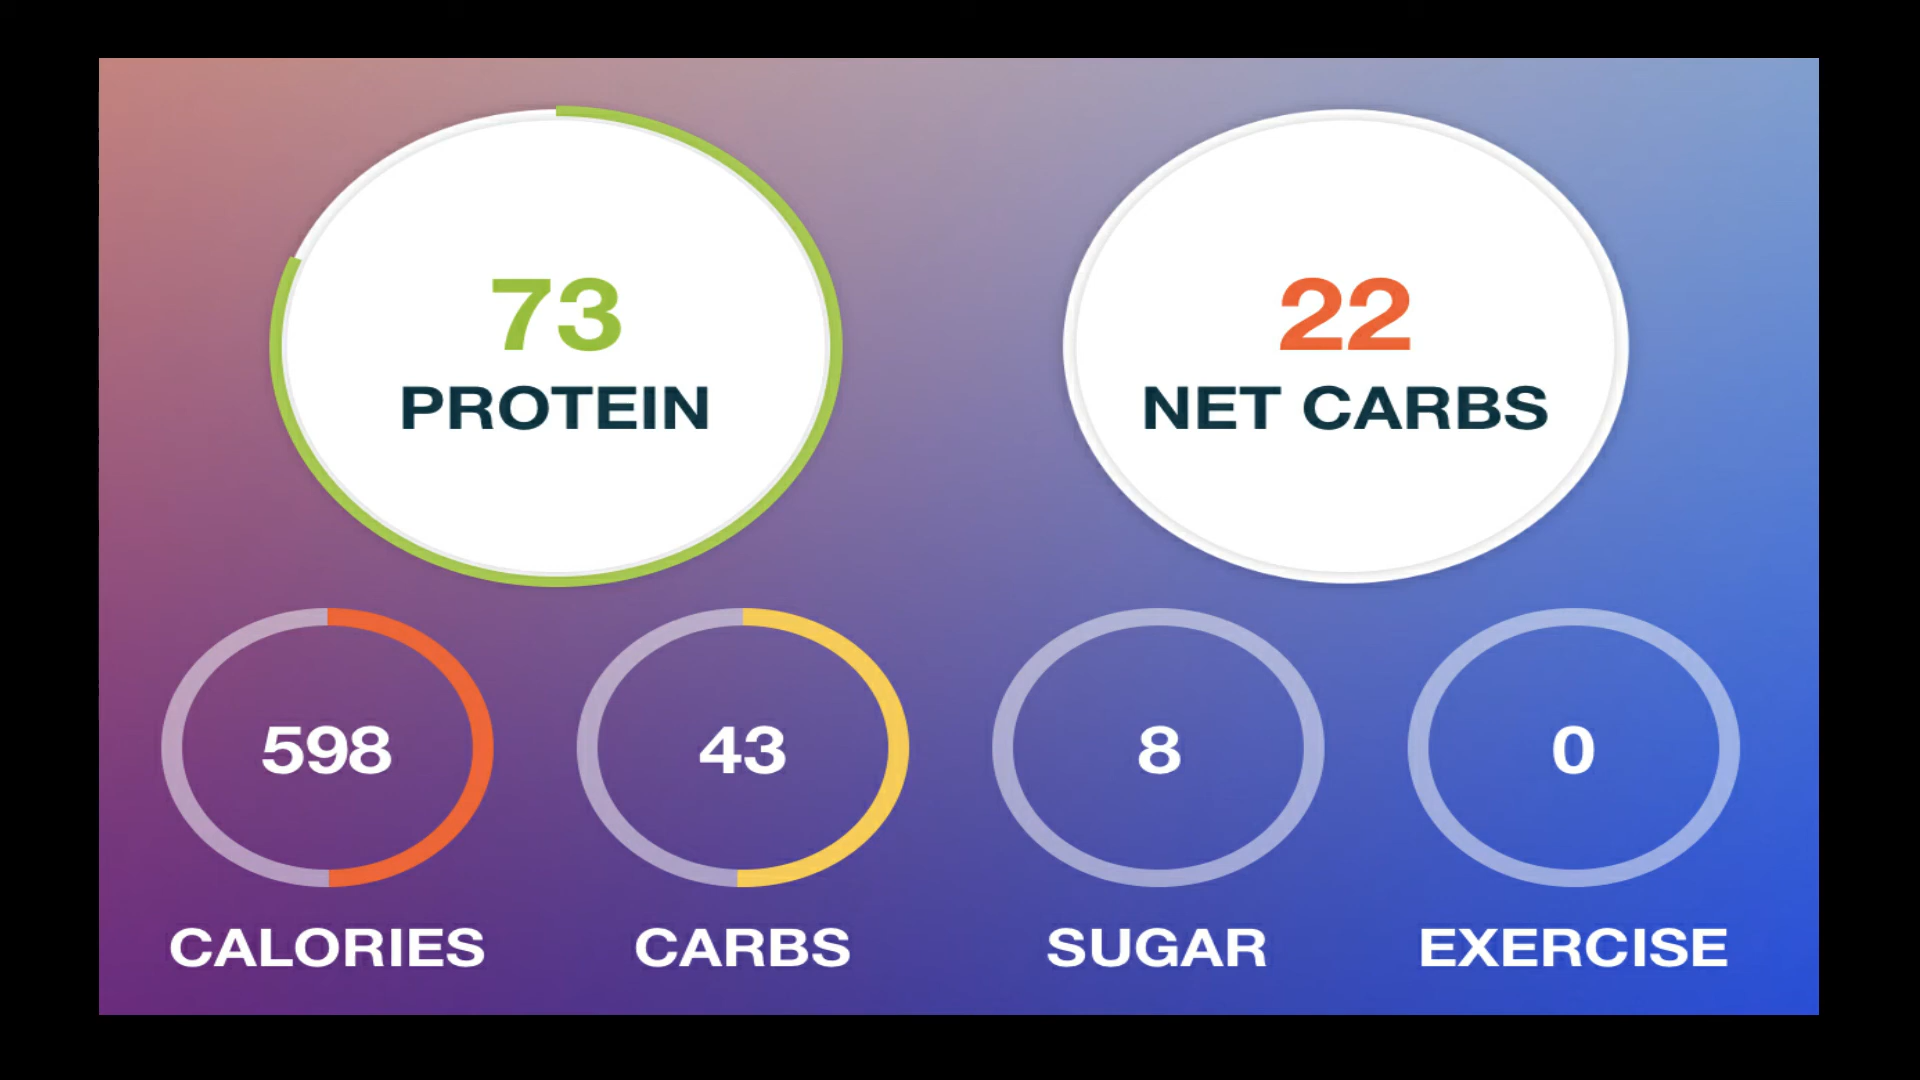 73
PROTEIN
22
NET CARBS
598
43
8
0
CALORIES
CARBS
SUGAR
EXERCISE